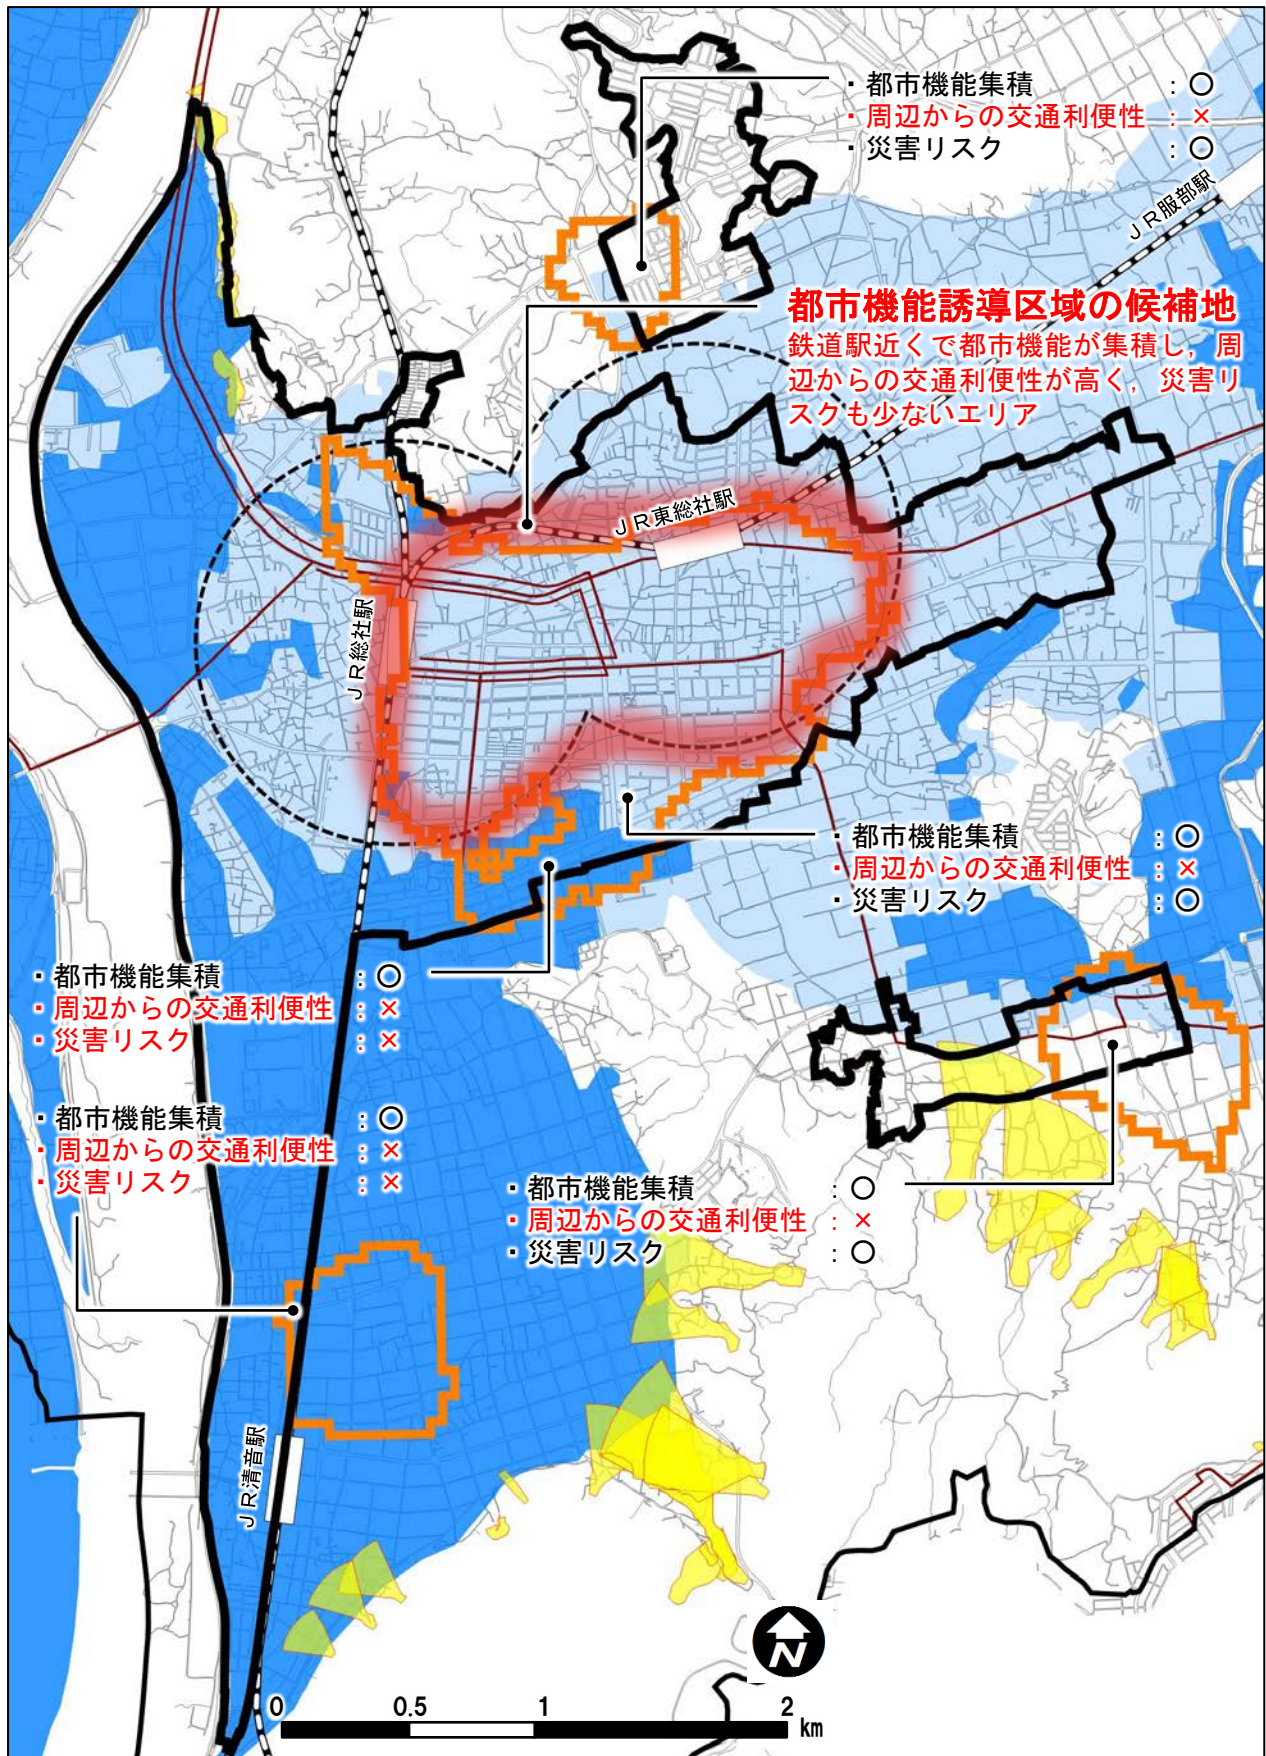 ・都市機能集積 : ○
・周辺からの交通利便性 : ×
・災害リスク : ○
JR服部駅
都市機能誘導区域の候補地
鉄道駅近くで都市機能が集積し，周
辺からの交通利便性が高く，災害リ
スクも少ないエリア
JR東総社駅
JR総社駅
・都市機能集積 : ○
・周辺からの交通利便性 : ×
・災害リスク : ○
・都市機能集積 : ○
・周辺からの交通利便性 : ×
・災害リスク : ×
・都市機能集積 : ○
・周辺からの交通利便性 : ×
・災害リスク : ×
・都市機能集積 : ○
・周辺からの交通利便性 : ×
・災害リスク : ○
JR清音駅
N
0 0.5 1 2
km